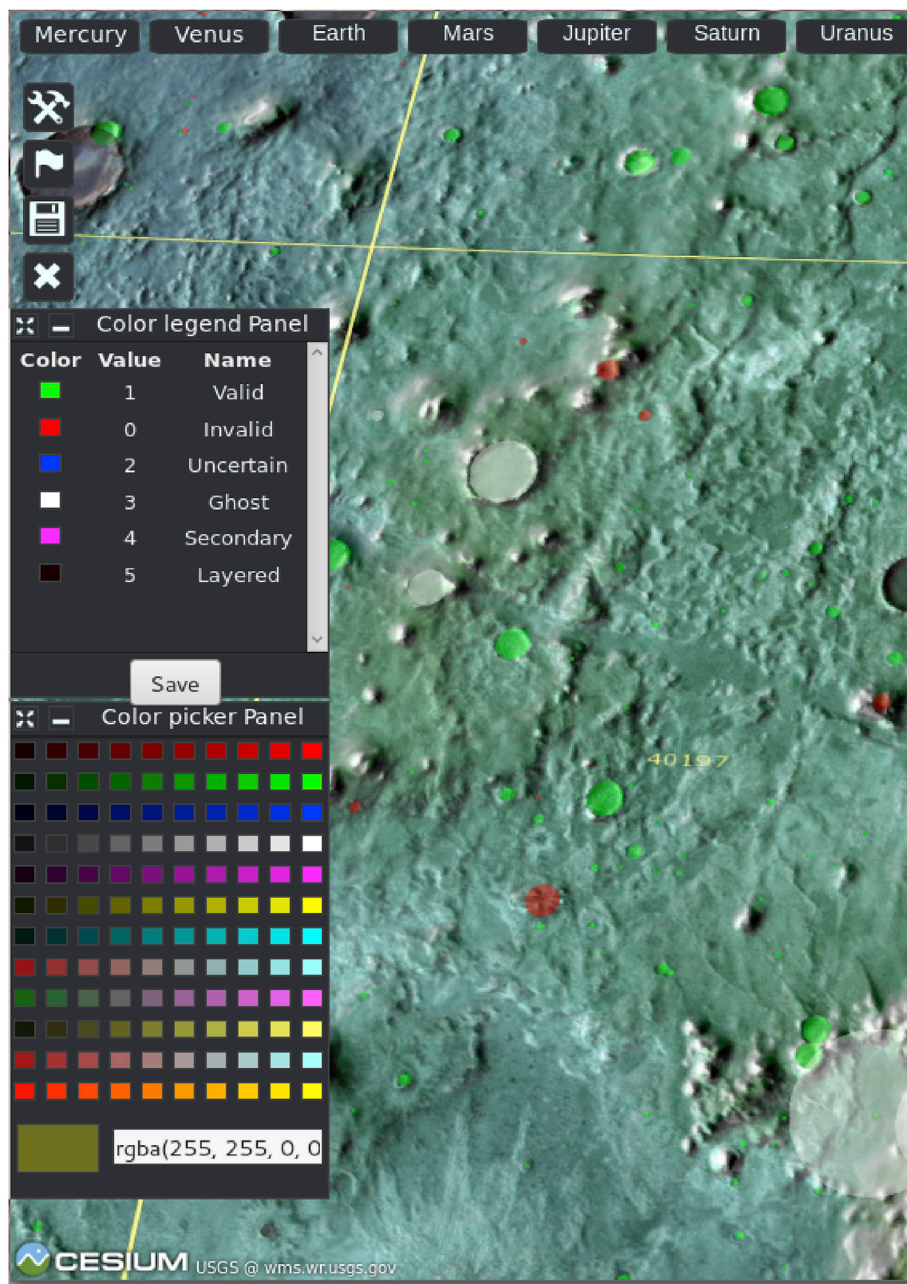 Mercury Venus Earth Mars Jupiter Saturn Uranus
Color legend Panel
Color Value Name
1 Valid
0 Invalid
2 Uncertain
3 Ghost
4 Secondary
5 Layered
Save
Color picker Panel
40197
rgba(255, 255, 0, 0
CESIUM USGS @ wms.wr.usgs.gov